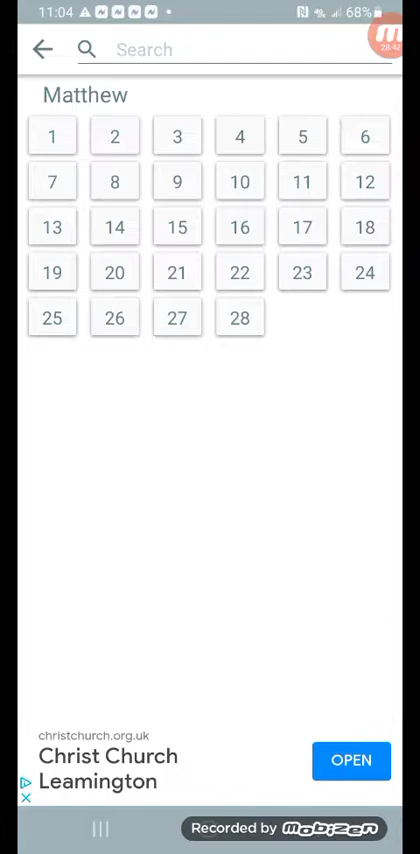 11:04 68%
28:42
Search
Matthew
1 2 3 4 5 6
7 8 9 10 11 12
13 14 15 16 17 18
19 20 21 22 23 24
25 26 27 28
christchurch.org.uk
Christ Church
Leamington
OPEN
Recorded by mobizen